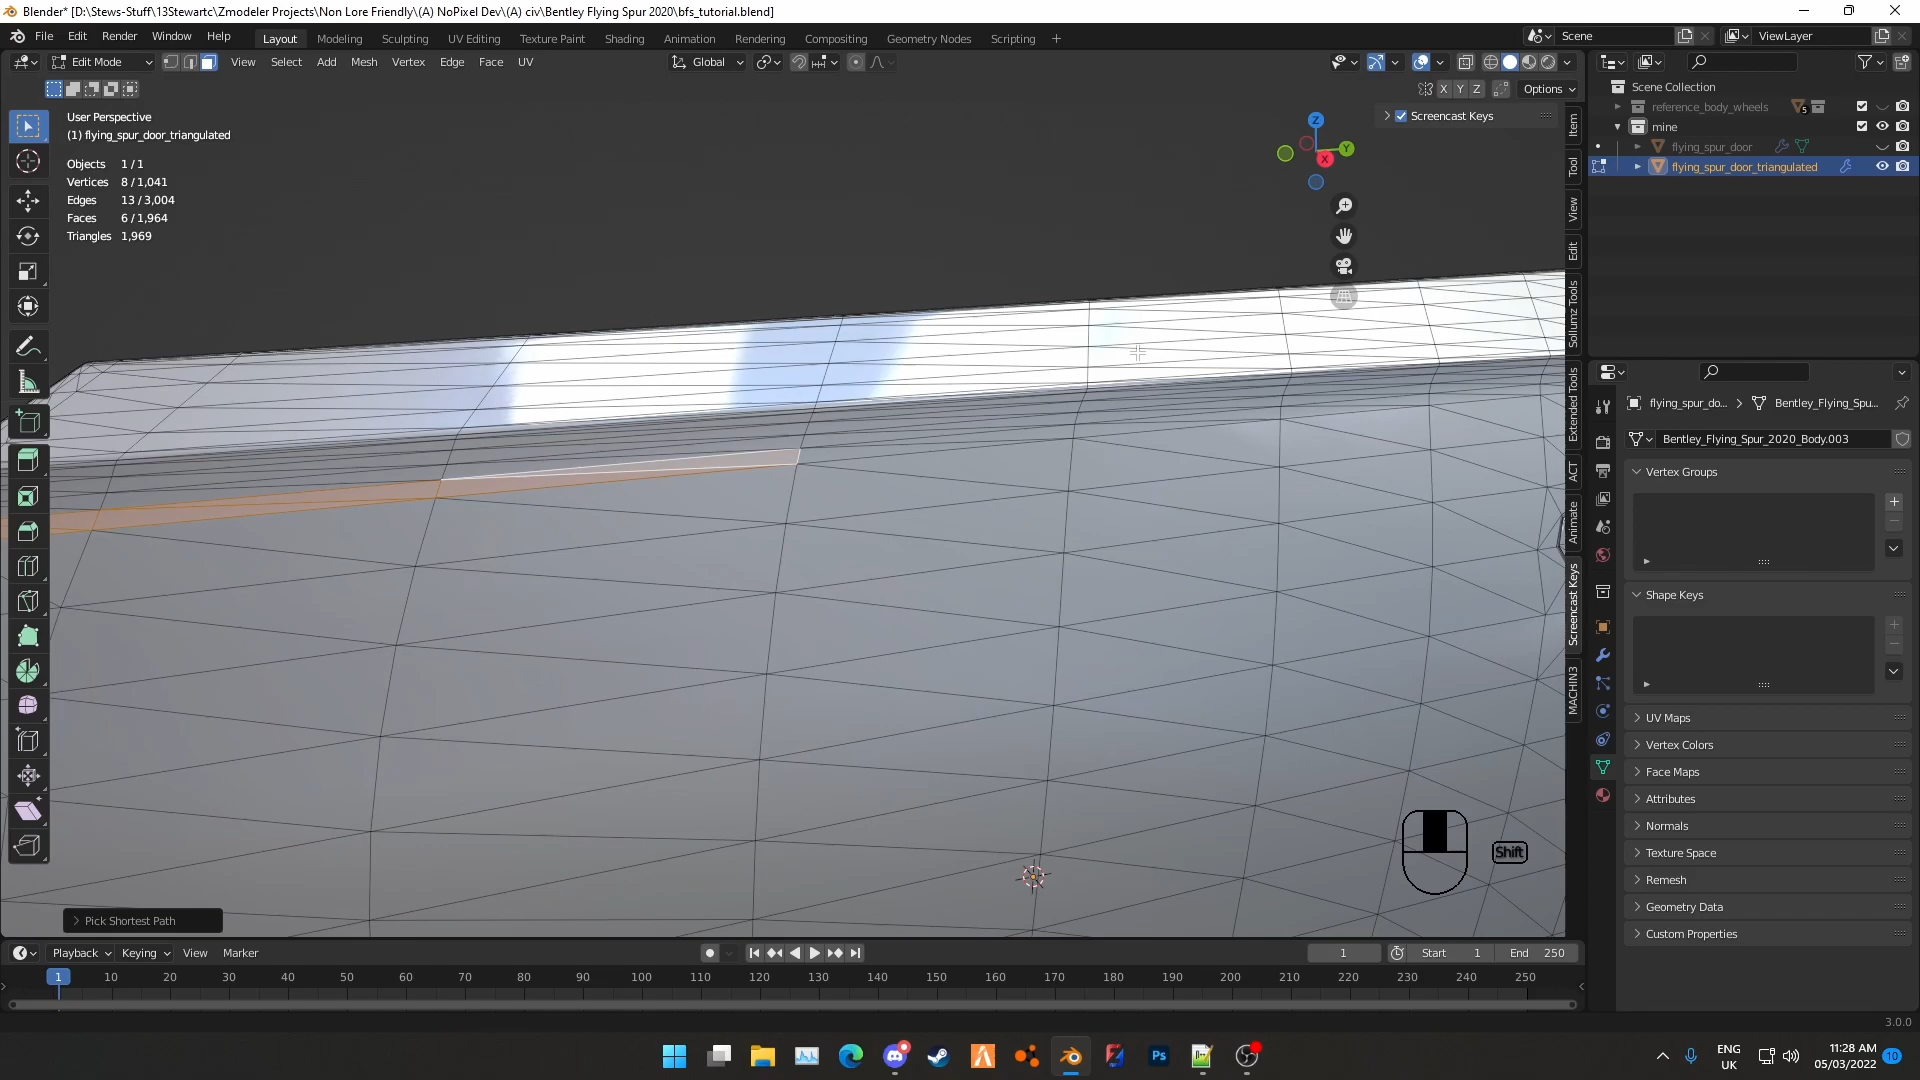 Blender* [D:\Stews-Stuff\13Stewartc\Zmodeler Projects\Non Lore Friendly\(A) NoPixel Dev\(A) civ\Bentley Flying Spur 2020\bfs_tutorial.blend]
File Edit Render Window Help Layout Modeling Sculpting UV Editing Texture Paint Shading Animation Rendering Compositing Geometry Nodes Scripting + Scene ViewLayer
Edit Mode View Select Add Mesh Vertex Edge Face UV Global
X Y Z Options
User Perspective
(1) flying_spur_door_triangulated
Objects 1 / 1
Vertices 8 / 1,041
Edges 13 / 3,004
Faces 6 / 1,964
Triangles 1,969
Z
Y
X
Screencast Keys
Item
Tool
View
Edit
Sollumz Tools
Extended Tools
ACT
Animate
Screencast Keys
MACHIN3
Scene Collection
reference_body_wheels 5
mine
flying_spur_door
flying_spur_door_triangulated
flying_spur_do... Bentley_Flying_Spu...
Bentley_Flying_Spur_2020_Body.003
Vertex Groups
Shape Keys
UV Maps
Vertex Colors
Face Maps
Attributes
Normals
Texture Space
Remesh
Geometry Data
Custom Properties
Shift
Pick Shortest Path
Playback Keying View Marker 1 Start 1 End 250
1 10 20 30 40 50 60 70 80 90 100 110 120 130 140 150 160 170 180 190 200 210 220 230 240 250
3.0.0
Ps
ENG
UK
11:28 AM
05/03/2022
10